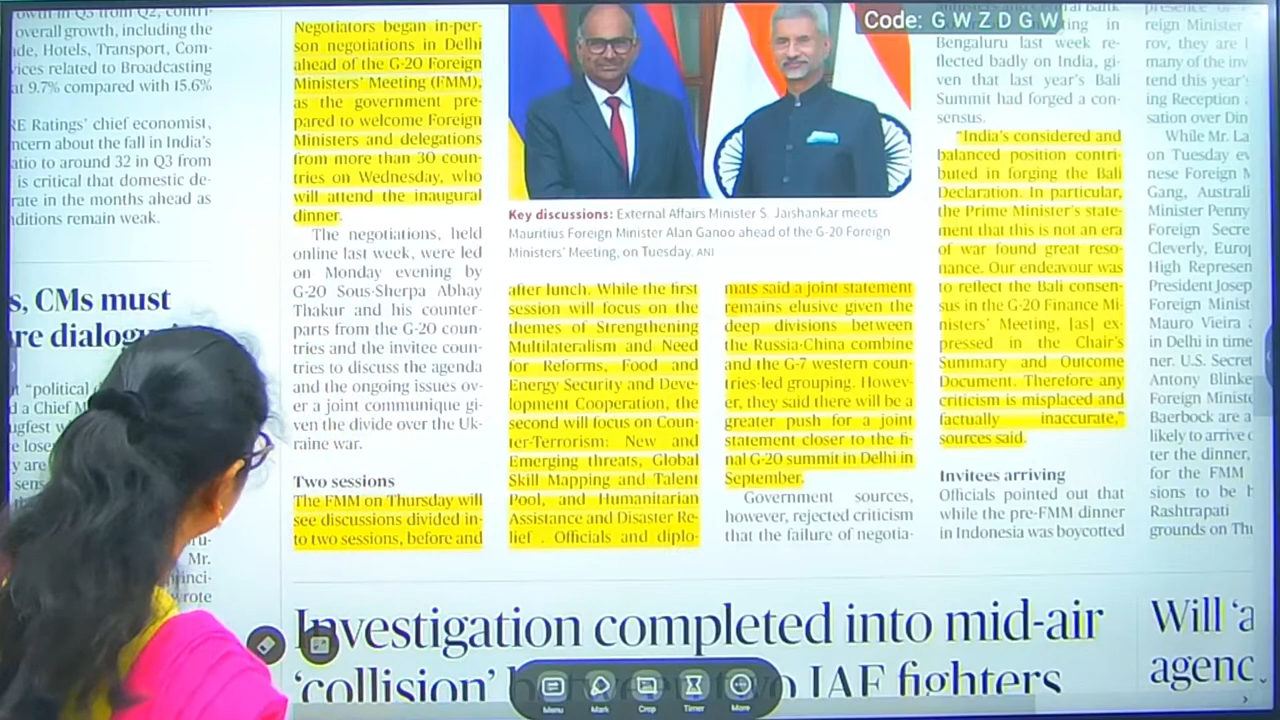 Code: G W Z D G W
overall growth, including the
de, Hotels, Transport, Com-
ices related to Broadcasting
at 9.7% compared with 15.6%
RE Ratings' chief economist,
ncern about the fall in India's
atio to around 32 in Q3 from
is critical that domestic de-
rate in the months ahead as
nditions remain weak.
s, CMs must
re dialogu
Negotiators began in-per-
son negotiations in Delhi
ahead of the G-20 Foreign
Ministers' Meeting (FMM),
as the government pre-
pared to welcome Foreign
Ministers and delegations
from more than 30 coun-
tries on Wednesday, who
will attend the inaugural
dinner.
The negotiations, held
online last week, were led
on Monday evening by
G-20 Sous-Sherpa Abhay
Thakur and his counter-
parts from the G-20 coun-
tries and the invitee coun-
tries to discuss the agenda
and the ongoing issues ov-
er a joint communique gi-
ven the divide over the Uk-
raine war.
Two sessions
The FMM on Thursday will
see discussions divided in-
to two sessions, before and
Key discussions: External Affairs Minister S. Jaishankar meets
Mauritius Foreign Minister Alan Ganoo ahead of the G-20 Foreign
Ministers' Meeting, on Tuesday. ANI
after lunch. While the first
session will focus on the
themes of Strengthening
Multilateralism and Need
for Reforms, Food and
Energy Security and Deve-
lopment Cooperation, the
second will focus on Coun-
ter-Terrorism: New and
Emerging threats, Global
Skill Mapping and Talent
Pool, and Humanitarian
Assistance and Disaster Re-
lief . Officials and diplo-
mats said a joint statement
remains elusive given the
deep divisions between
the Russia-China combine
and the G-7 western coun-
tries-led grouping. Howev-
er, they said there will be a
greater push for a joint
statement closer to the fi-
nal G-20 summit in Delhi in
September.
Government sources,
however, rejected criticism
that the failure of negotia-
ting in
Bengaluru last week re-
flected badly on India, gi-
ven that last year's Bali
Summit had forged a con-
sensus.
"India's considered and
balanced position contri-
buted in forging the Bali
Declaration. In particular,
the Prime Minister's state-
ment that this is not an era
of war found great reso-
nance. Our endeavour was
to reflect the Bali consen-
sus in the G-20 Finance Mi-
nisters' Meeting, [as] ex-
pressed in the Chair's
Summary and Outcome
Document. Therefore any
criticism is misplaced and
factually inaccurate,"
sources said.
Invitees arriving
Officials pointed out that
while the pre-FMM dinner
in Indonesia was boycotted
reign Minister
rov, they are
many of the inv
tend this year's
ing Reception
sation over Din
While Mr. La
on Tuesday ev
nese Foreign M
Gang, Australi
Minister Penny
Foreign Secre
Cleverly, Europ
High Represen
President Josep
Foreign Minist
Mauro Vieira
in Delhi in time
ner. U.S. Secret
Antony Blinke
Foreign Ministe
Baerbock are a
likely to arrive
ter the dinner,
for the FMM
sions to be h
Rashtrapati
grounds on Thu
Investigation completed into mid-air
'collision' between two IAF fighters
Will 'a
agenc
Menu Mark Crop Timer More